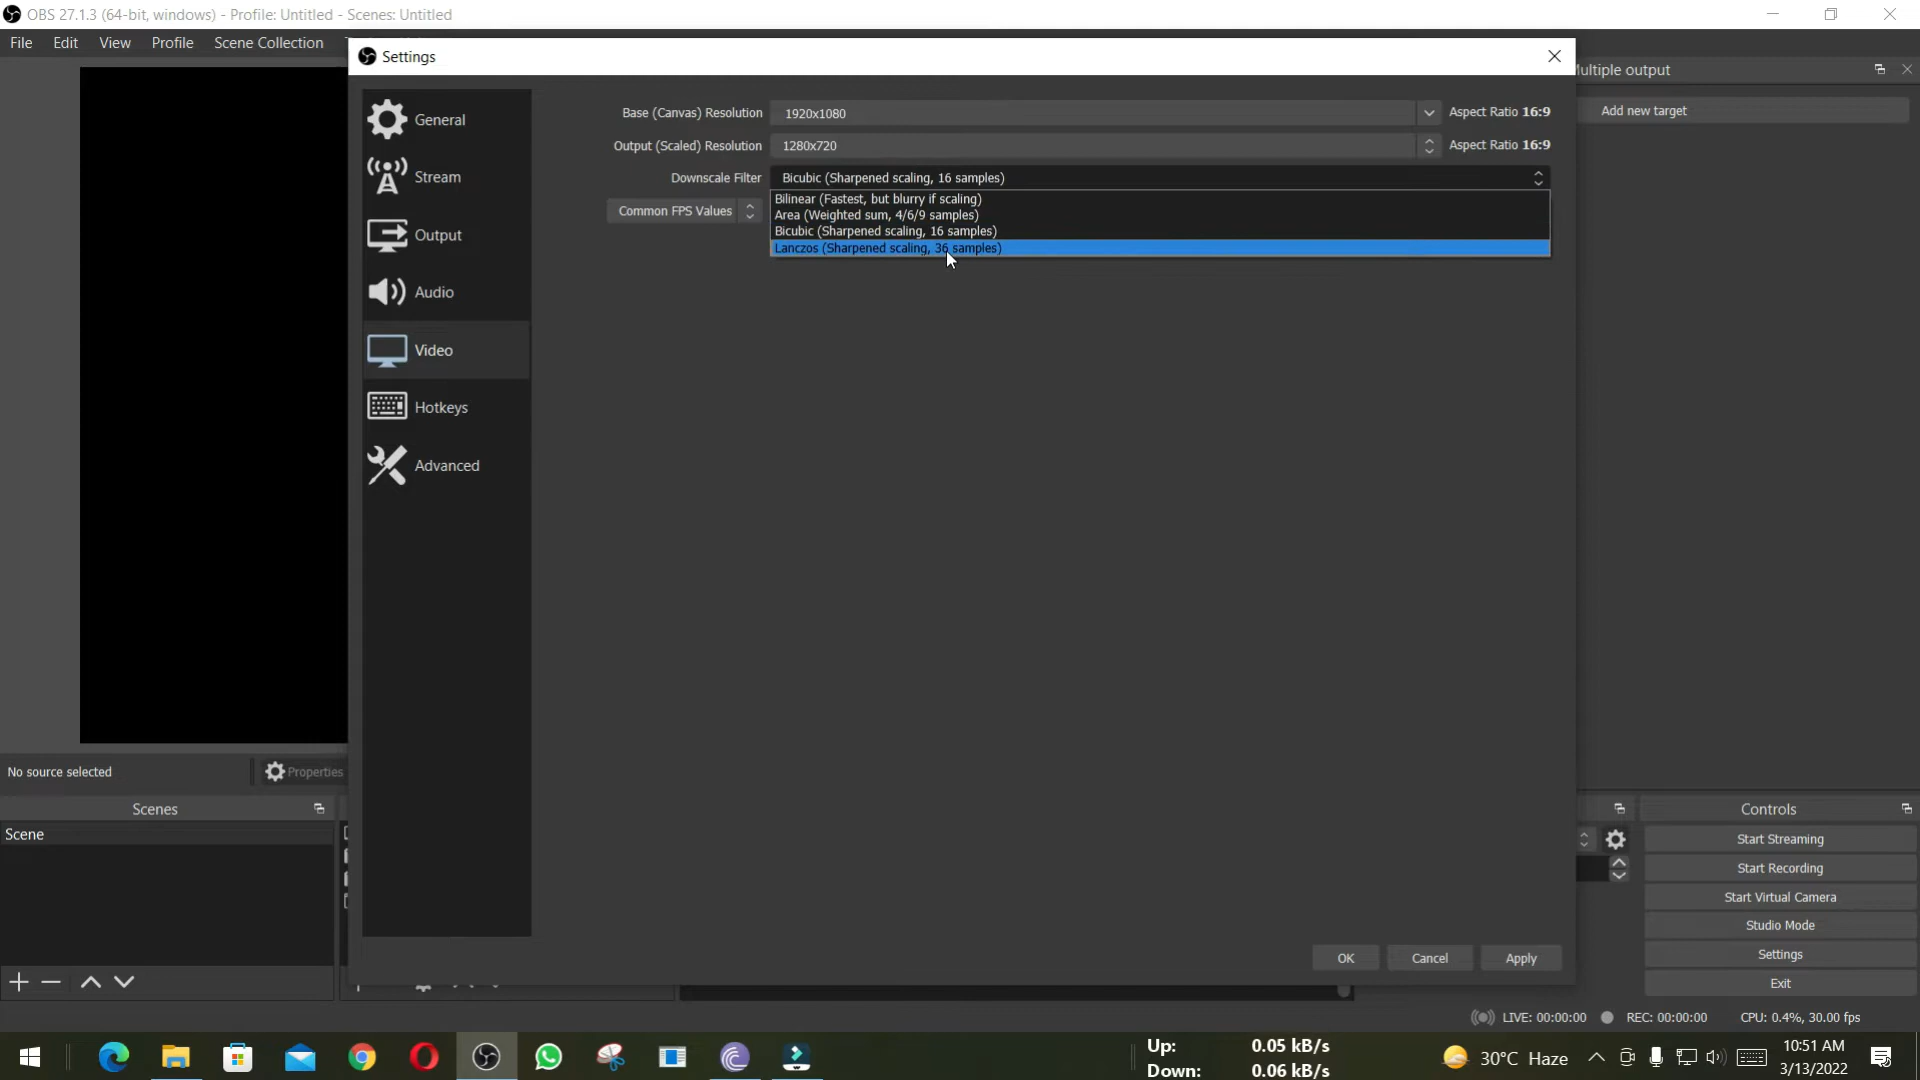 OBS 27.1.3 (64-bit, windows) - Profile: Untitled - Scenes: Untitled
File Edit View Profile Scene Collection
Settings
Multiple output
Add new target
General
Stream
Output
Audio
Video
Hotkeys
Advanced
Base (Canvas) Resolution 1920x1080 Aspect Ratio 16:9
Output (Scaled) Resolution 1280x720 Aspect Ratio 16:9
Downscale Filter Bicubic (Sharpened scaling, 16 samples)
Common FPS Values
Bilinear (Fastest, but blurry if scaling)
Area (Weighted sum, 4/6/9 samples)
Bicubic (Sharpened scaling, 16 samples)
Lanczos (Sharpened scaling, 36 samples)
OK Cancel Apply
No source selected Properties
Scenes
Scene
Controls
Start Streaming
Start Recording
Start Virtual Camera
Studio Mode
Settings
Exit
LIVE: 00:00:00 REC: 00:00:00 CPU: 0.4%, 30.00 fps
Up: 0.05 kB/s
Down: 0.06 kB/s
30°C Haze
10:51 AM
3/13/2022